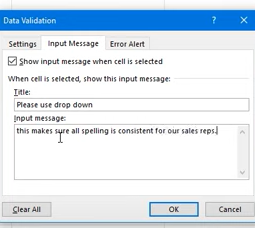 Data Validation
Settings Input Message Error Alert
Show input message when cell is selected
When cell is selected, show this input message:
Title:
Please use drop down
Input message:
this makes sure all spelling is consistent for our sales reps.
Clear All OK Cancel